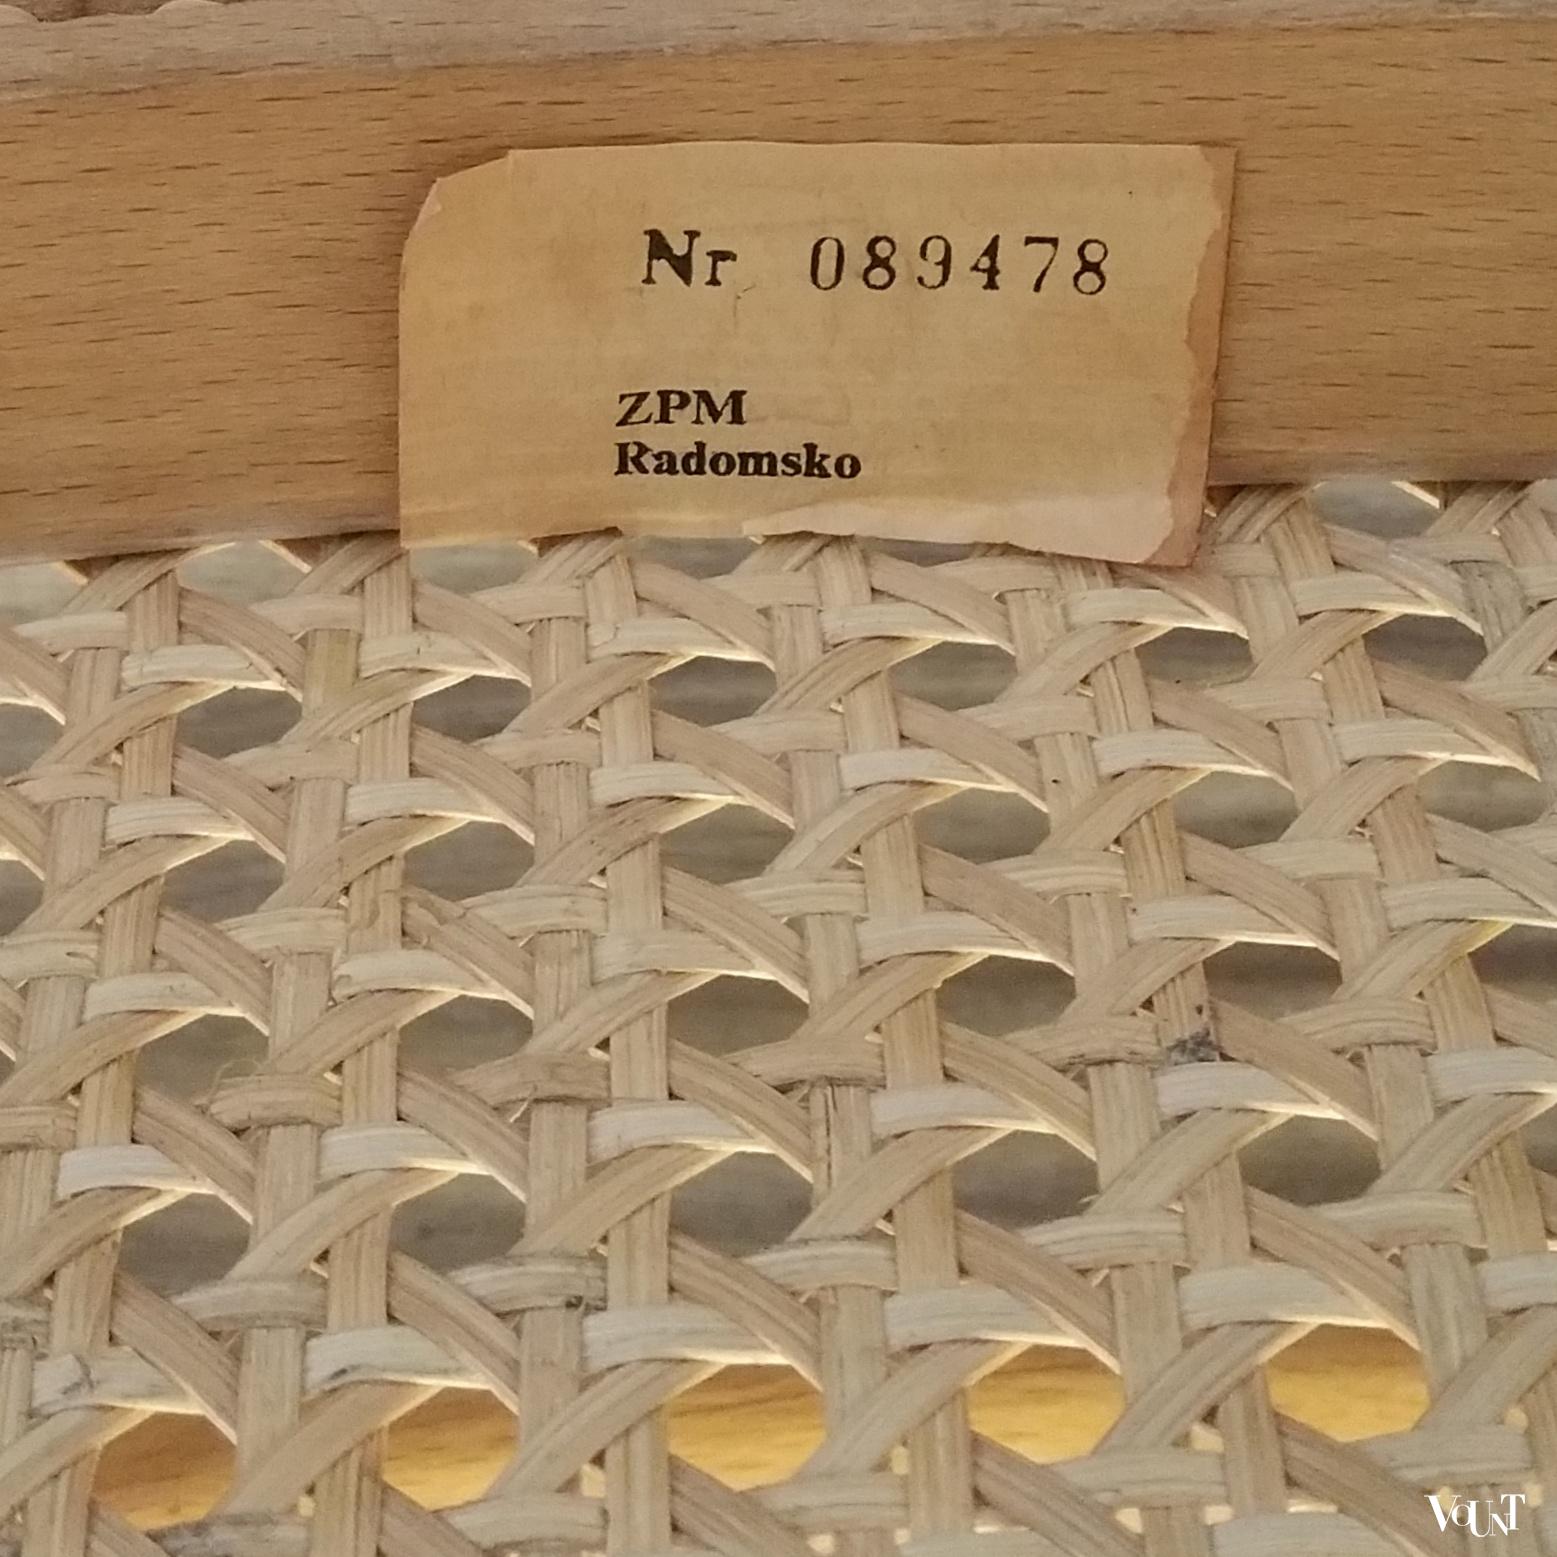 Nr 089478
ZPM
Radomsko
VOUNT